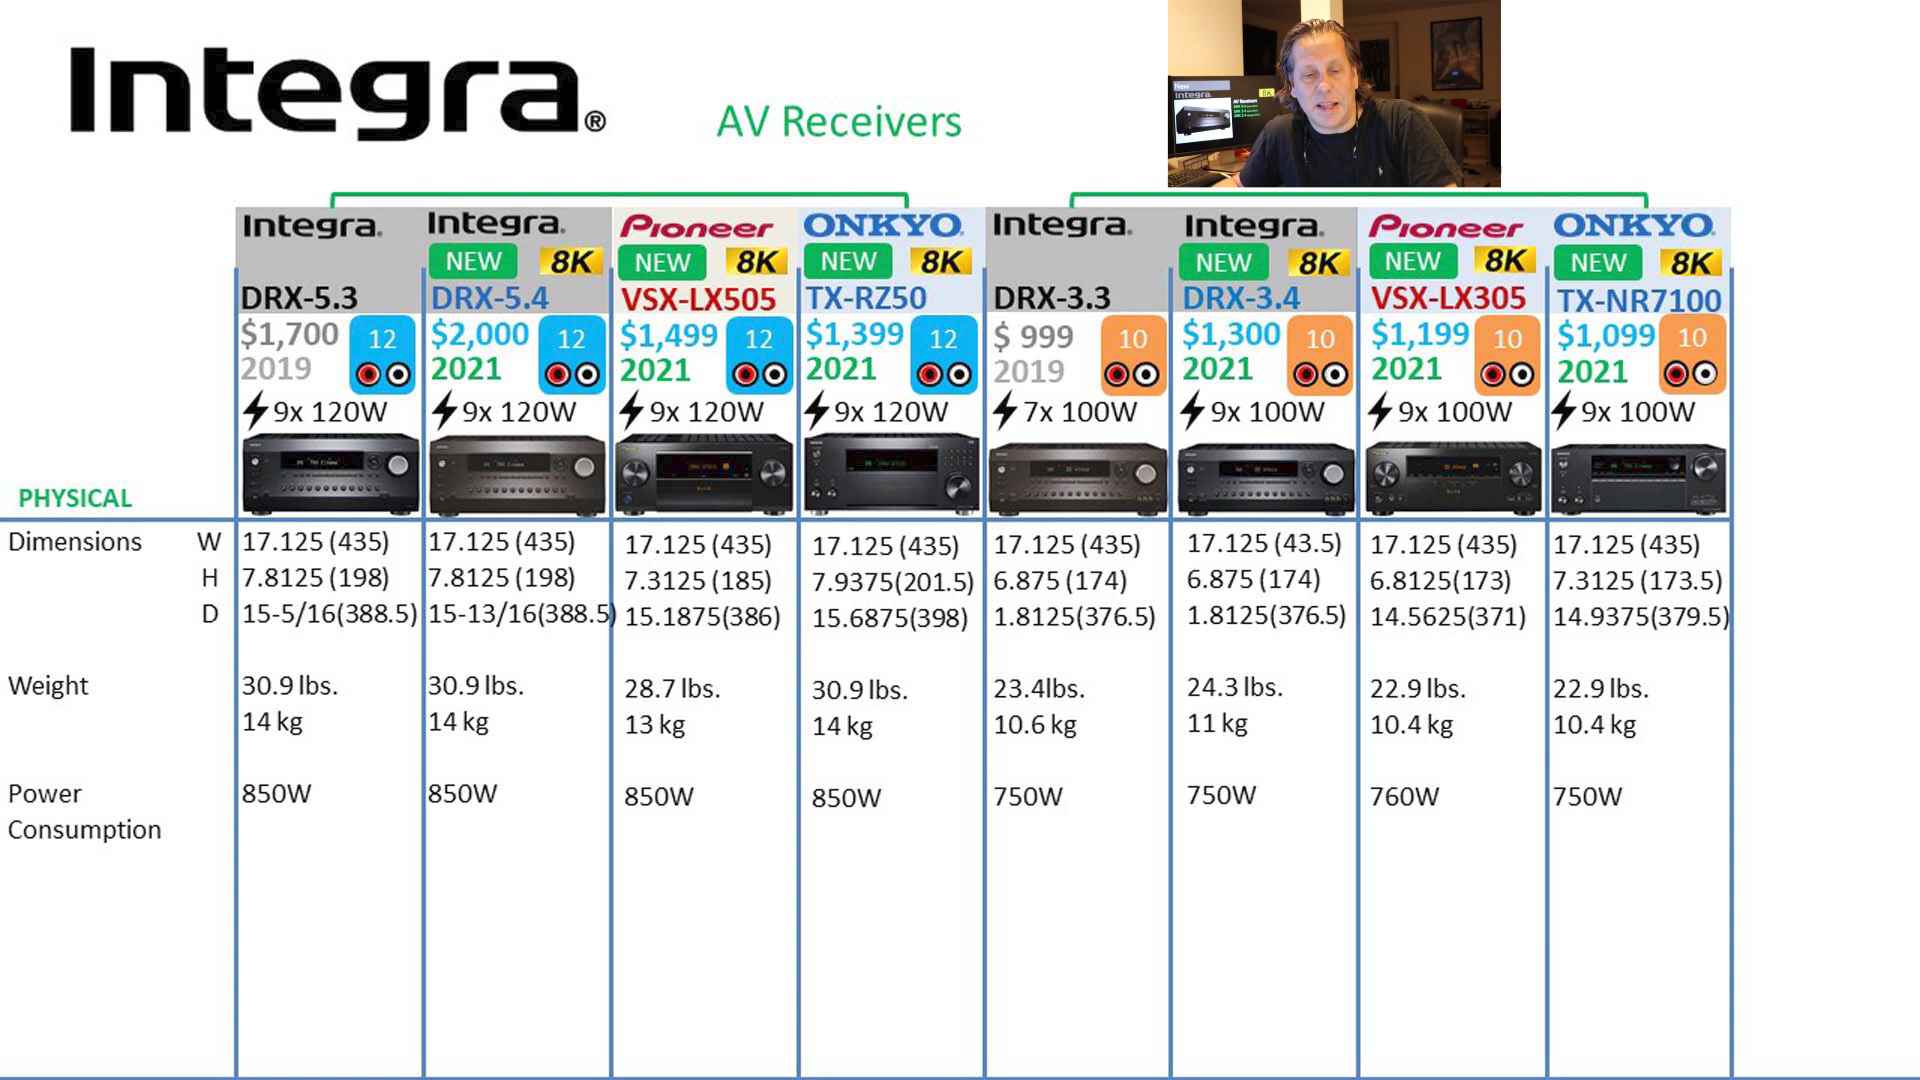 Integra®
AV Receivers
New
Integra
8K
AV Receivers
Integra. Integra. Pioneer ONKYO Integra. Integra. Pioneer ONKYO
NEW 8K NEW 8K NEW 8K NEW 8K NEW 8K NEW 8K
DRX-5.3 DRX-5.4 VSX-LX505 TX-RZ50 DRX-3.3 DRX-3.4 VSX-LX305 TX-NR7100
$1,700 12 $2,000 12 $1,499 12 $1,399 12 $ 999 10 $1,300 10 $1,199 10 $1,099 10
2019 2021 2021 2021 2019 2021 2021 2021
9x 120W 9x 120W 9x 120W 9x 120W 7x 100W 9x 100W 9x 100W 9x 100W
PHYSICAL
Dimensions W 17.125 (435) 17.125 (435) 17.125 (435) 17.125 (435) 17.125 (435) 17.125 (43.5) 17.125 (435) 17.125 (435)
H 7.8125 (198) 7.8125 (198) 7.3125 (185) 7.9375(201.5) 6.875 (174) 6.875 (174) 6.8125(173) 7.3125 (173.5)
D 15-5/16(388.5) 15-13/16(388.5) 15.1875(386) 15.6875(398) 1.8125(376.5) 1.8125(376.5) 14.5625(371) 14.9375(379.5)
Weight 30.9 lbs. 30.9 lbs. 28.7 lbs. 30.9 lbs. 23.4lbs. 24.3 lbs. 22.9 lbs. 22.9 lbs.
14 kg 14 kg 13 kg 14 kg 10.6 kg 11 kg 10.4 kg 10.4 kg
Power 850W 850W 850W 850W 750W 750W 760W 750W
Consumption